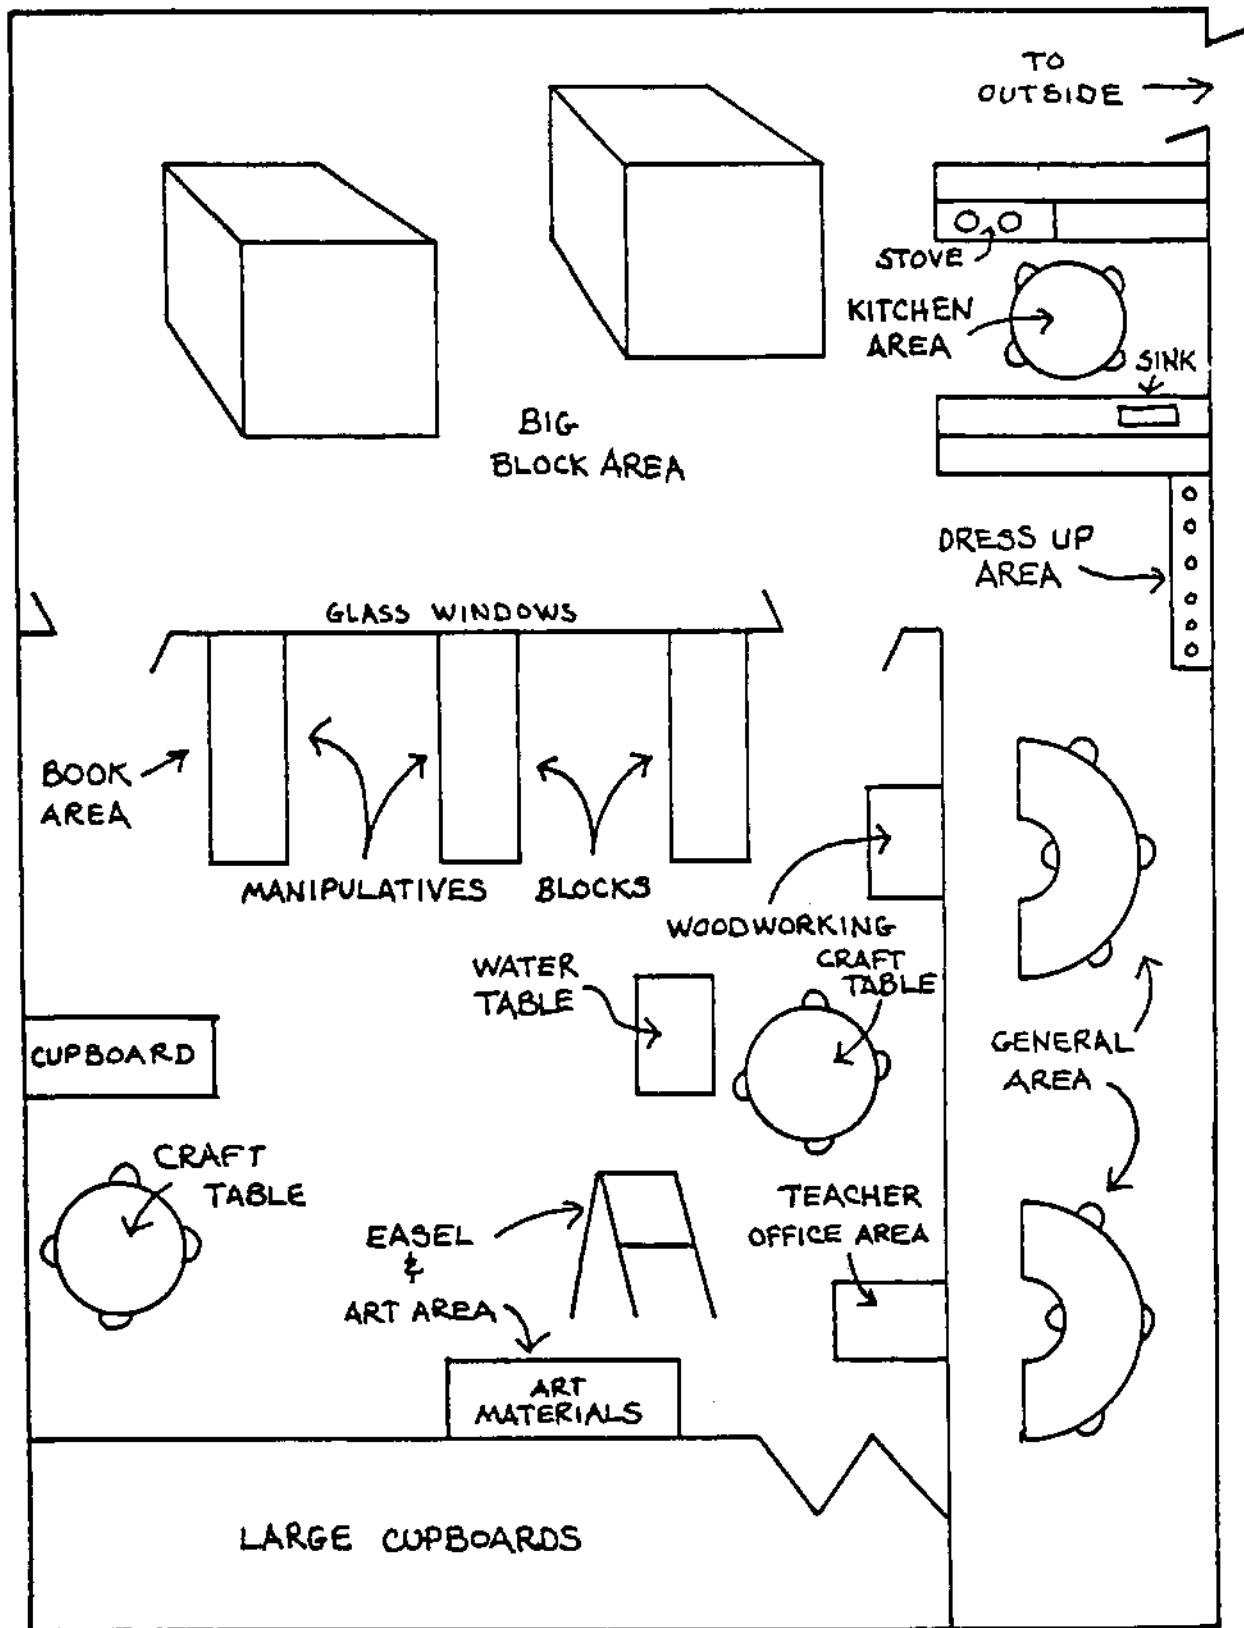 TO
OUTSIDE
STOVE
KITCHEN
AREA
SINK
BIG
BLOCK AREA
DRESS UP
AREA
GLASS WINDOWS
BOOK
AREA
MANIPULATIVES
BLOCKS
WOODWORKING
WATER
TABLE
CRAFT
TABLE
GENERAL
AREA
CUPBOARD
CRAFT
TABLE
EASEL
&
ART AREA
TEACHER
OFFICE AREA
ART
MATERIALS
LARGE CUPBOARDS